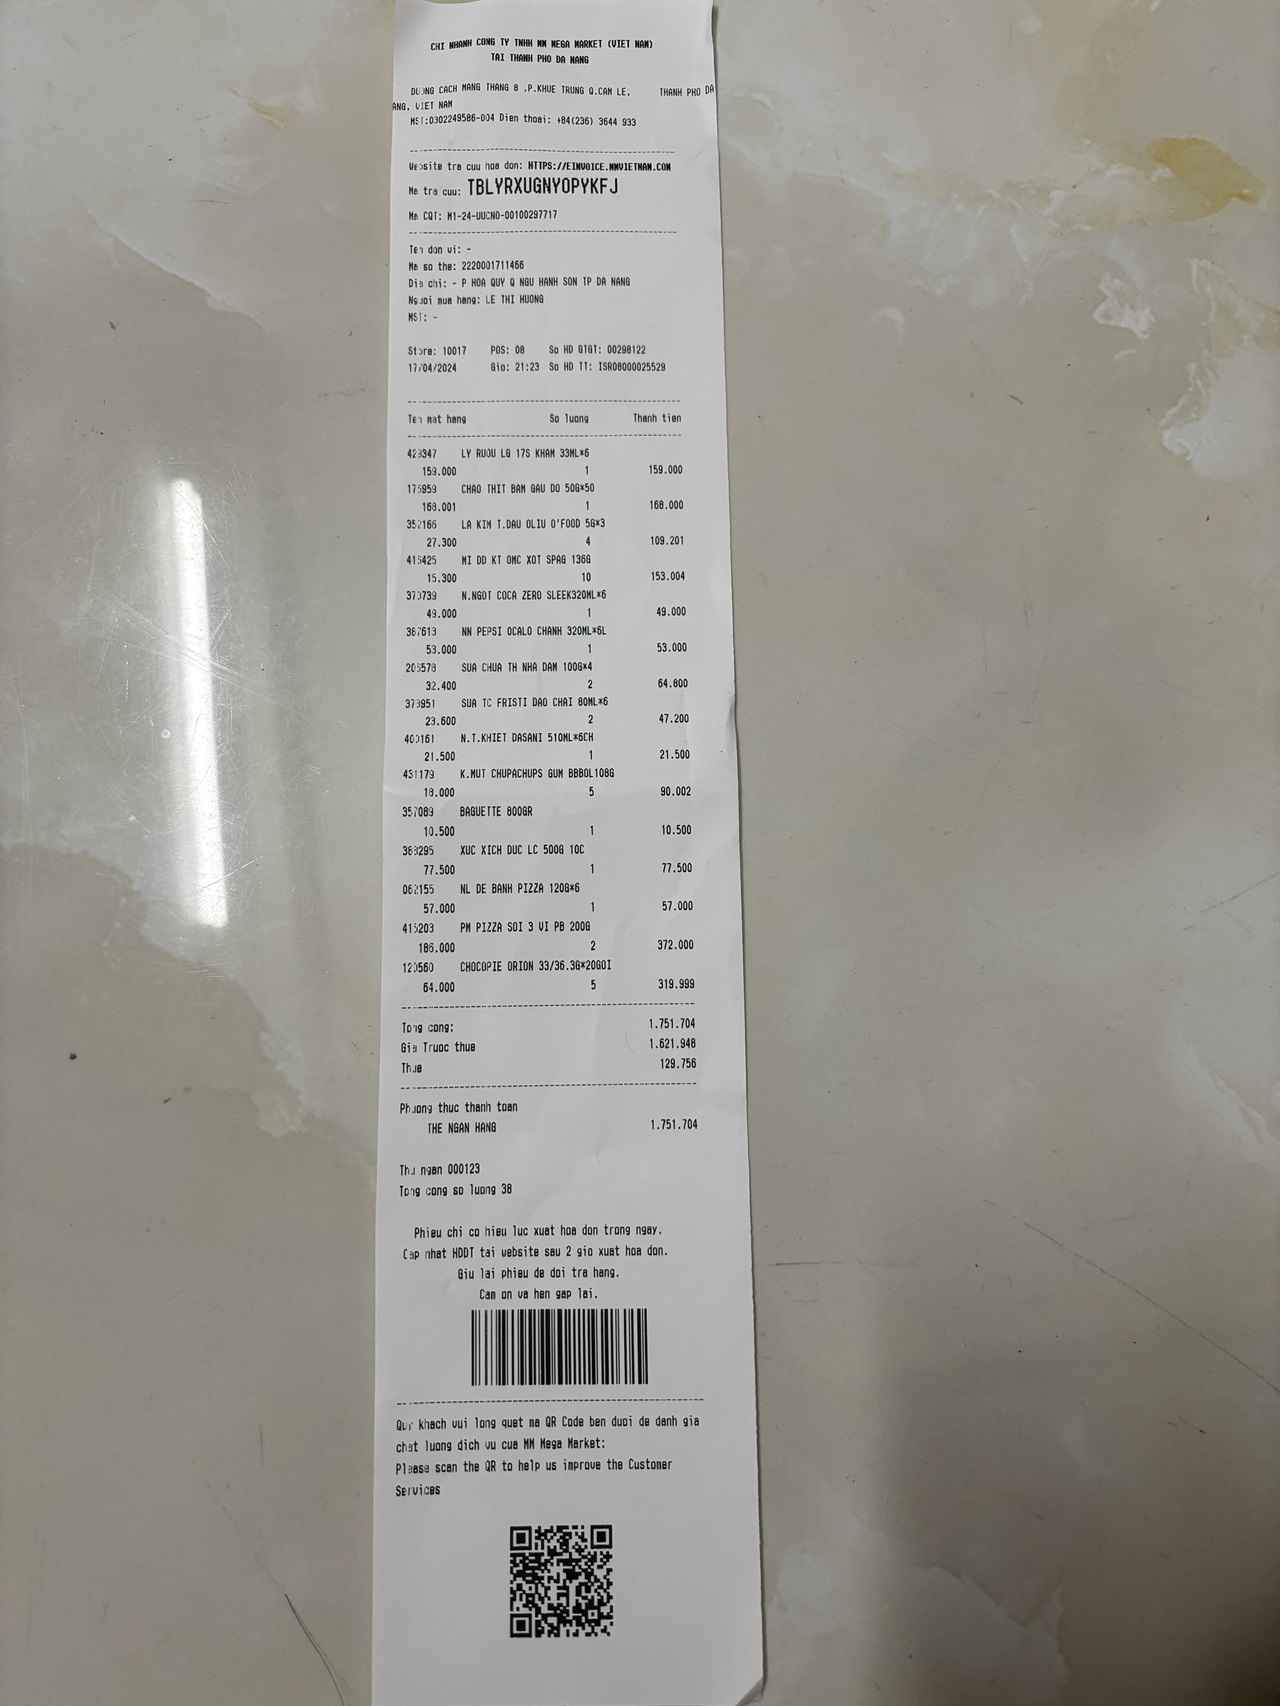 CHI NHANH CONG TY TNHH MM MEGA MARKET (VIET NAM)
TAI THANH PHO DA NANG
DUONG CACH MANG THANG 8 ,P.KHUE TRUNG Q.CAM LE, THANH PHO DA
ANG, VIET NAM
MST:0302249586-004 Dien thoai: +84(236) 3644 933
Website tra cuu hoa don: HTTPS://EINVOICE.MMVIETNAM.COM
Ma tra cuu: TBLYRXUGNYOPYKFJ
Ma CQT: M1-24-UUCNO-00100297717
Ten don vi: -
Ma so the: 2220001711466
Dia chi: - P HOA QUY Q NGU HANH SON TP DA NANG
Nguoi mua hang: LE THI HUONG
MST: -
Store: 10017 POS: 08 So HD GTGT: 00298122
17/04/2024 Gio: 21:23 So HD TT: ISR08000025529
Ten mat hang So luong Thanh tien
423347 LY RUOU LG 17S KHAM 33ML*6
159.000 1 159.000
175959 CHAO THIT BAM GAU DO 50G*50
168.001 1 168.000
352166 LA KIM T.DAU OLIU O'FOOD 5G*3
27.300 4 109.201
415425 MI DD KT OMC XOT SPAG 136G
15.300 10 153.004
373739 N.NGOT COCA ZERO SLEEK320ML*6
49.000 1 49.000
367613 NN PEPSI OCALO CHANH 320ML*6L
53.000 1 53.000
205578 SUA CHUA TH NHA DAM 100G*4
32.400 2 64.800
373951 SUA TC FRISTI DAO CHAI 80ML*6
23.600 2 47.200
400161 N.T.KHIET DASANI 510ML*6CH
21.500 1 21.500
431179 K.MUT CHUPACHUPS GUM BBBOL108G
18.000 5 90.002
357089 BAGUETTE 800GR
10.500 1 10.500
383295 XUC XICH DUC LC 500G 10C
77.500 1 77.500
062155 NL DE BANH PIZZA 120G*6
57.000 1 57.000
415203 PM PIZZA SOI 3 VI PB 200G
186.000 2 372.000
120560 CHOCOPIE ORION 33/36.3G*20GOI
64.000 5 319.999
Tong cong: 1.751.704
Gia Truoc thue 1.621.948
Thue 129.756
Phuong thuc thanh toan
THE NGAN HANG 1.751.704
Thu ngan 000123
Tong cong so luong 38
Phieu chi co hieu luc xuat hoa don trong ngay.
Cap nhat HDDT tai website sau 2 gio xuat hoa don.
Giu lai phieu de doi tra hang.
Cam on va hen gap lai.
Quy khach vui long quet ma QR Code ben duoi de danh gia
chat luong dich vu cua MM Mega Market:
Please scan the QR to help us improve the Customer
Services